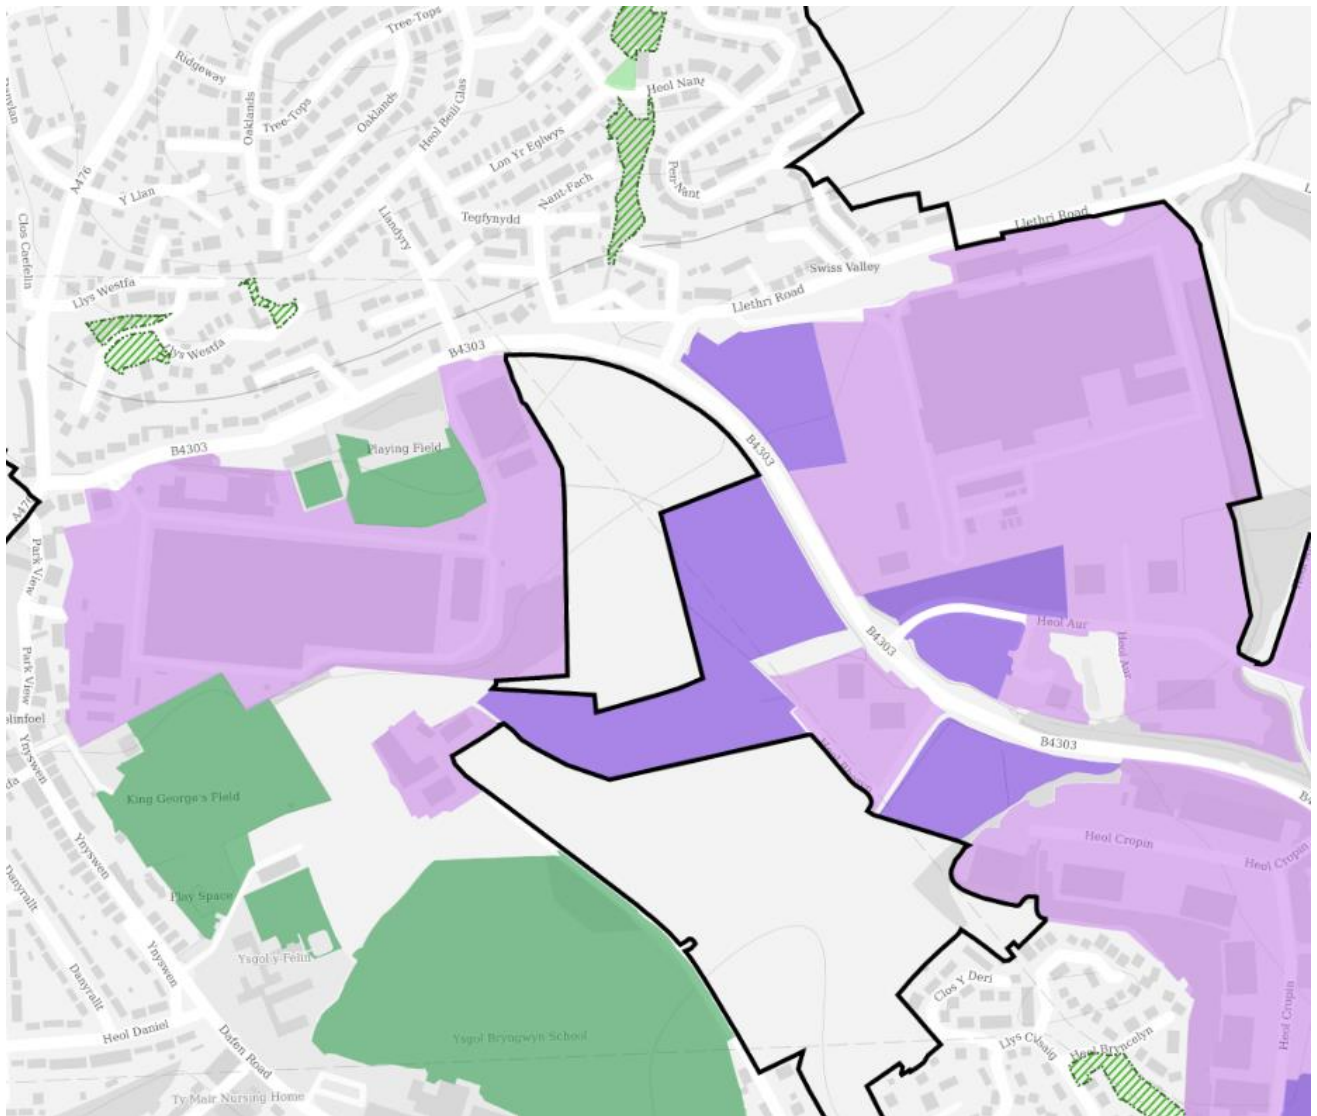 Tree-Tops
Ridgeway
Danylan
Oaklands
Tree-Tops
Oaklands
Heol Beili Glas
Heol Nant
A476
Lon Yr Eglwys
Y Llan
Nant-Fach
Pen-Nant
Llandyry
Tegfynydd
Llethri Road
Clos Caefelin
Swiss Valley
Llys Westfa
Llethri Road
Llys Westfa
B4303
B4303
Playing Field
B4303
A476
Park View
Heol Aur
B4303
Heol Aur
Park View
Ynyswen
B4303
King George's Field
Heol Cropin
Heol Cropin
Ynyswen
Danyrallt
Play Space
Ynyswen
Ysgol y Felin
Clos Y Deri
Danyrallt
Heol Cropin
Heol Daniel
Ysgol Bryngwyn School
Dafen Road
Heol Bryncelyn
Ty Mair Nursing Home